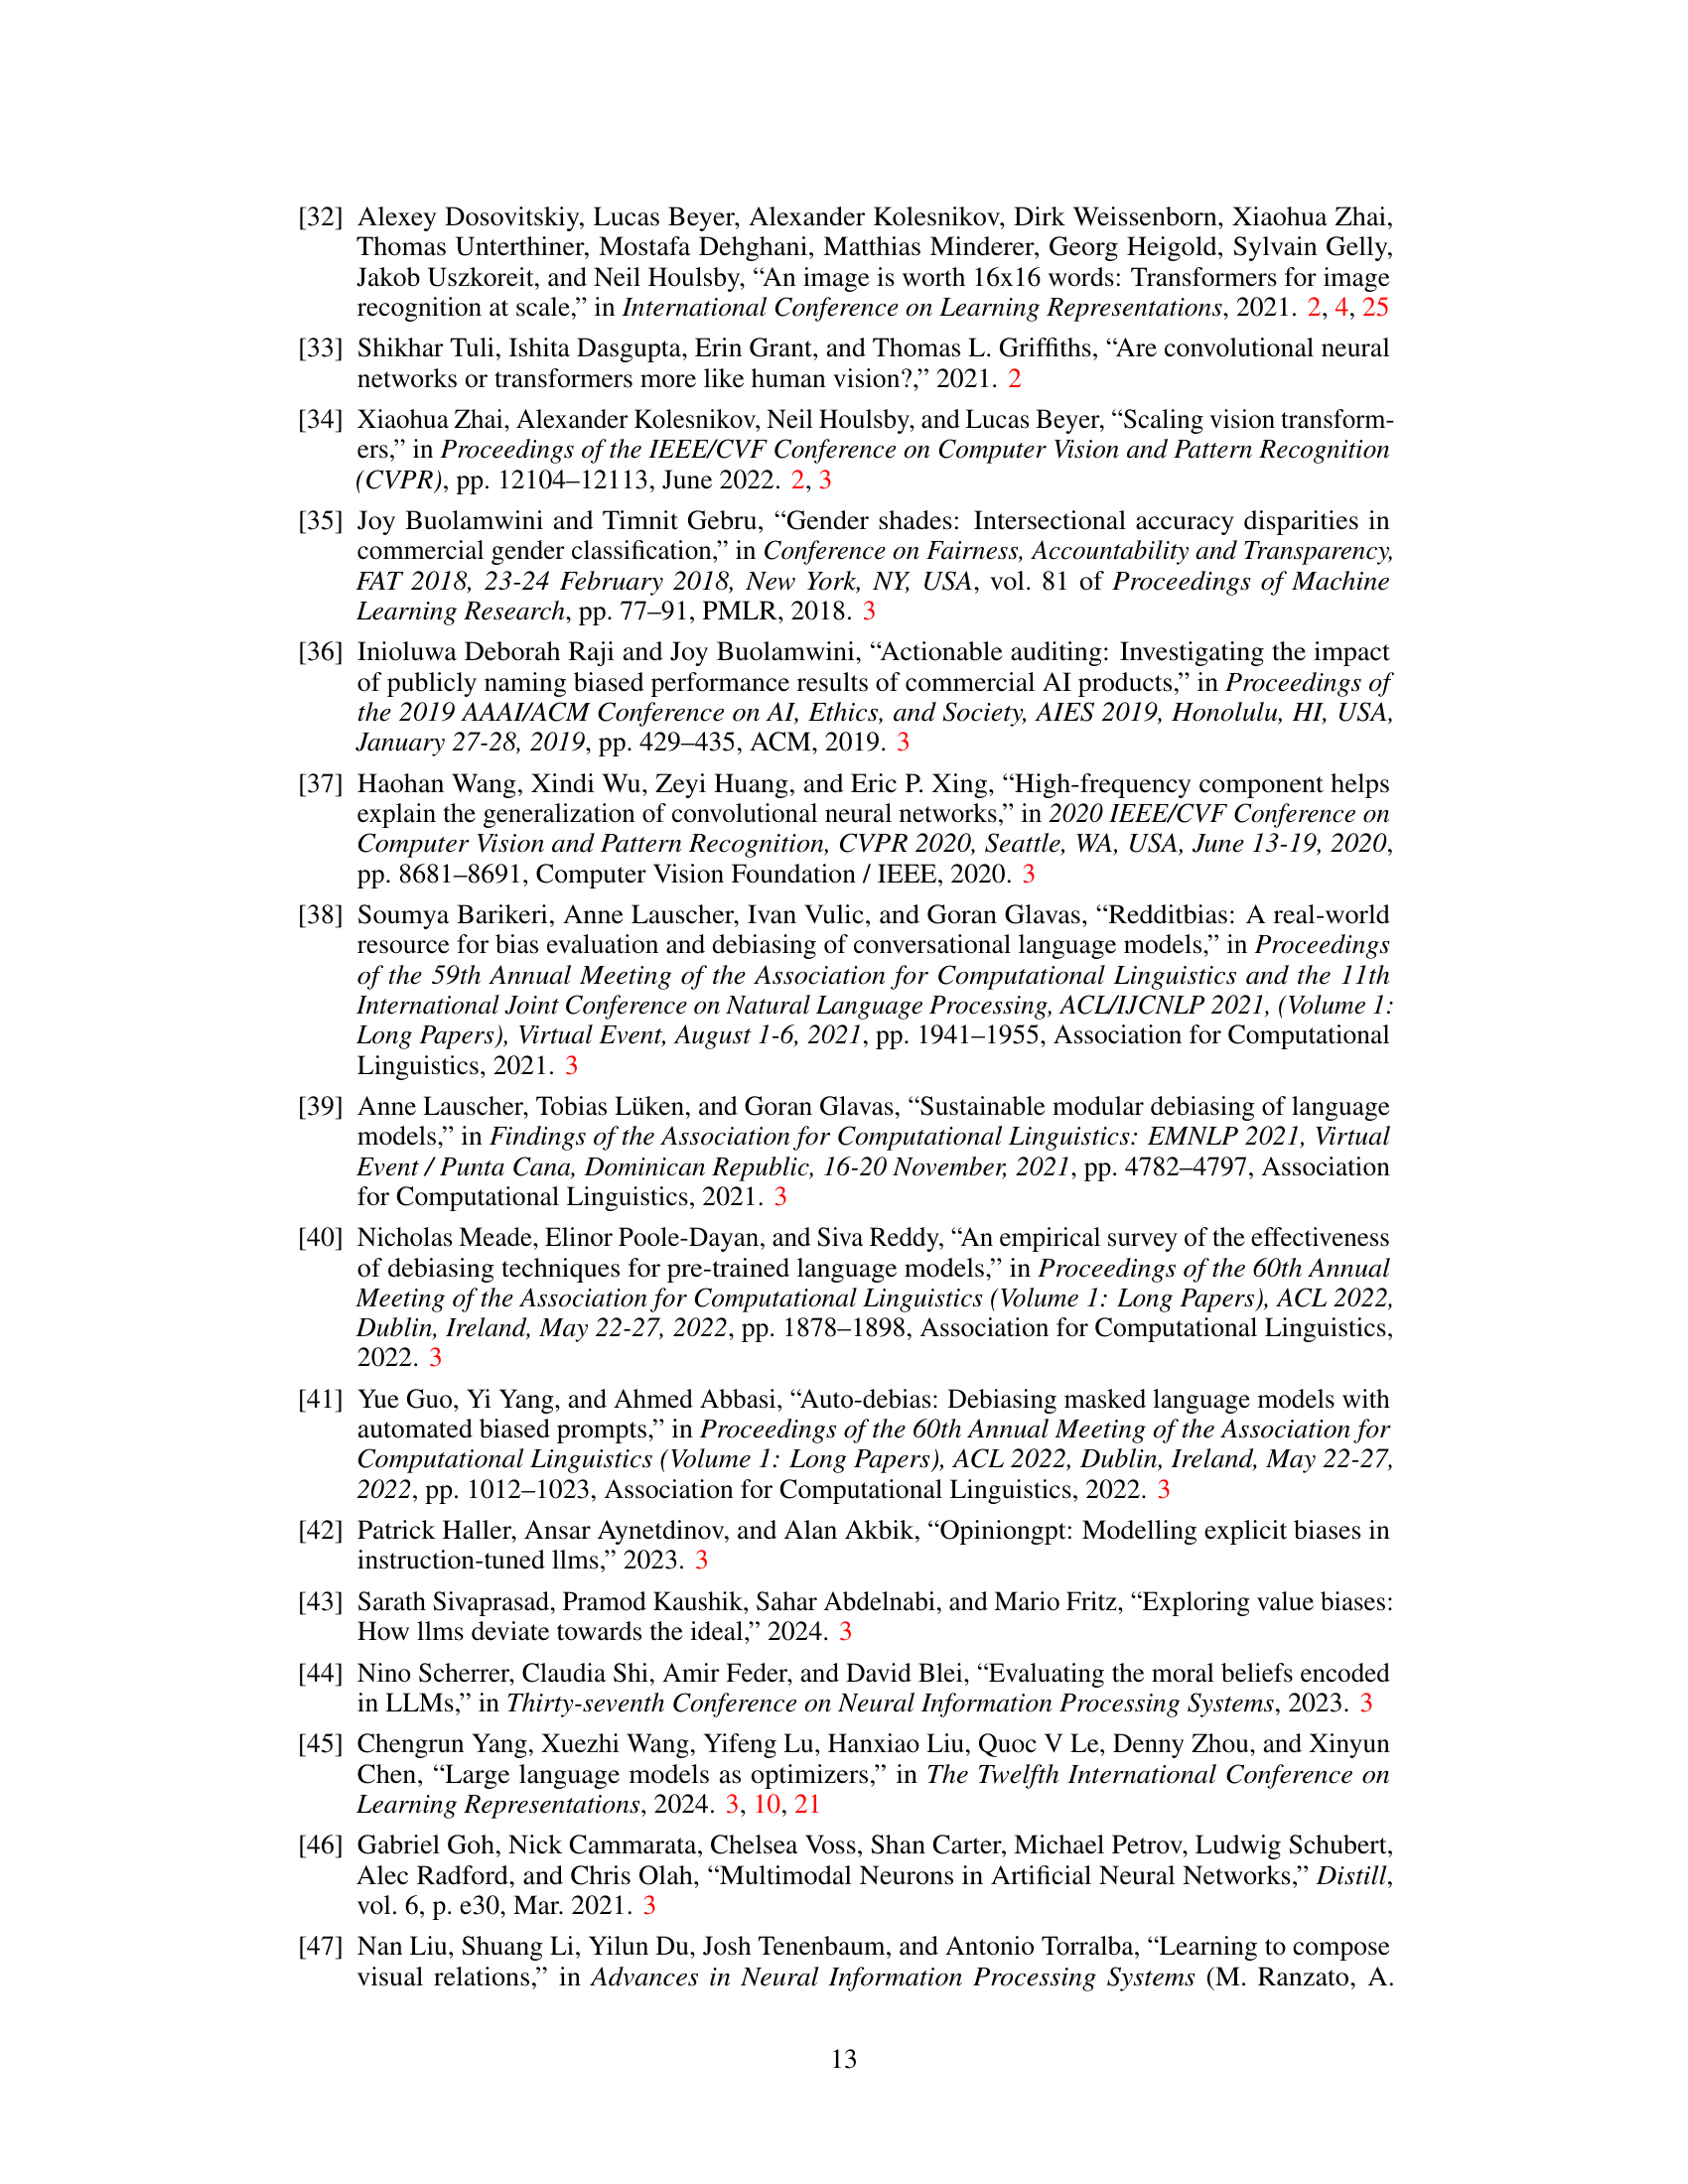 [32] Alexey Dosovitskiy, Lucas Beyer, Alexander Kolesnikov, Dirk Weissenborn, Xiaohua Zhai,
Thomas Unterthiner, Mostafa Dehghani, Matthias Minderer, Georg Heigold, Sylvain Gelly,
Jakob Uszkoreit, and Neil Houlsby, “An image is worth 16x16 words: Transformers for image
recognition at scale,” in International Conference on Learning Representations, 2021. 2, 4, 25
[33] Shikhar Tuli, Ishita Dasgupta, Erin Grant, and Thomas L. Griffiths, “Are convolutional neural
networks or transformers more like human vision?,” 2021. 2
[34] Xiaohua Zhai, Alexander Kolesnikov, Neil Houlsby, and Lucas Beyer, “Scaling vision transform-
ers,” in Proceedings of the IEEE/CVF Conference on Computer Vision and Pattern Recognition
(CVPR), pp. 12104–12113, June 2022. 2, 3
[35] Joy Buolamwini and Timnit Gebru, “Gender shades: Intersectional accuracy disparities in
commercial gender classification,” in Conference on Fairness, Accountability and Transparency,
FAT 2018, 23-24 February 2018, New York, NY, USA, vol. 81 of Proceedings of Machine
Learning Research, pp. 77–91, PMLR, 2018. 3
[36] Inioluwa Deborah Raji and Joy Buolamwini, “Actionable auditing: Investigating the impact
of publicly naming biased performance results of commercial AI products,” in Proceedings of
the 2019 AAAI/ACM Conference on AI, Ethics, and Society, AIES 2019, Honolulu, HI, USA,
January 27-28, 2019, pp. 429–435, ACM, 2019. 3
[37] Haohan Wang, Xindi Wu, Zeyi Huang, and Eric P. Xing, “High-frequency component helps
explain the generalization of convolutional neural networks,” in 2020 IEEE/CVF Conference on
Computer Vision and Pattern Recognition, CVPR 2020, Seattle, WA, USA, June 13-19, 2020,
pp. 8681–8691, Computer Vision Foundation / IEEE, 2020. 3
[38] Soumya Barikeri, Anne Lauscher, Ivan Vulic, and Goran Glavas, “Redditbias: A real-world
resource for bias evaluation and debiasing of conversational language models,” in Proceedings
of the 59th Annual Meeting of the Association for Computational Linguistics and the 11th
International Joint Conference on Natural Language Processing, ACL/IJCNLP 2021, (Volume 1:
Long Papers), Virtual Event, August 1-6, 2021, pp. 1941–1955, Association for Computational
Linguistics, 2021. 3
[39] Anne Lauscher, Tobias Lüken, and Goran Glavas, “Sustainable modular debiasing of language
models,” in Findings of the Association for Computational Linguistics: EMNLP 2021, Virtual
Event / Punta Cana, Dominican Republic, 16-20 November, 2021, pp. 4782–4797, Association
for Computational Linguistics, 2021. 3
[40] Nicholas Meade, Elinor Poole-Dayan, and Siva Reddy, “An empirical survey of the effectiveness
of debiasing techniques for pre-trained language models,” in Proceedings of the 60th Annual
Meeting of the Association for Computational Linguistics (Volume 1: Long Papers), ACL 2022,
Dublin, Ireland, May 22-27, 2022, pp. 1878–1898, Association for Computational Linguistics,
2022. 3
[41] Yue Guo, Yi Yang, and Ahmed Abbasi, “Auto-debias: Debiasing masked language models with
automated biased prompts,” in Proceedings of the 60th Annual Meeting of the Association for
Computational Linguistics (Volume 1: Long Papers), ACL 2022, Dublin, Ireland, May 22-27,
2022, pp. 1012–1023, Association for Computational Linguistics, 2022. 3
[42] Patrick Haller, Ansar Aynetdinov, and Alan Akbik, “Opiniongpt: Modelling explicit biases in
instruction-tuned llms,” 2023. 3
[43] Sarath Sivaprasad, Pramod Kaushik, Sahar Abdelnabi, and Mario Fritz, “Exploring value biases:
How llms deviate towards the ideal,” 2024. 3
[44] Nino Scherrer, Claudia Shi, Amir Feder, and David Blei, “Evaluating the moral beliefs encoded
in LLMs,” in Thirty-seventh Conference on Neural Information Processing Systems, 2023. 3
[45] Chengrun Yang, Xuezhi Wang, Yifeng Lu, Hanxiao Liu, Quoc V Le, Denny Zhou, and Xinyun
Chen, “Large language models as optimizers,” in The Twelfth International Conference on
Learning Representations, 2024. 3, 10, 21
[46] Gabriel Goh, Nick Cammarata, Chelsea Voss, Shan Carter, Michael Petrov, Ludwig Schubert,
Alec Radford, and Chris Olah, “Multimodal Neurons in Artificial Neural Networks,” Distill,
vol. 6, p. e30, Mar. 2021. 3
[47] Nan Liu, Shuang Li, Yilun Du, Josh Tenenbaum, and Antonio Torralba, “Learning to compose
visual relations,” in Advances in Neural Information Processing Systems (M. Ranzato, A.
13